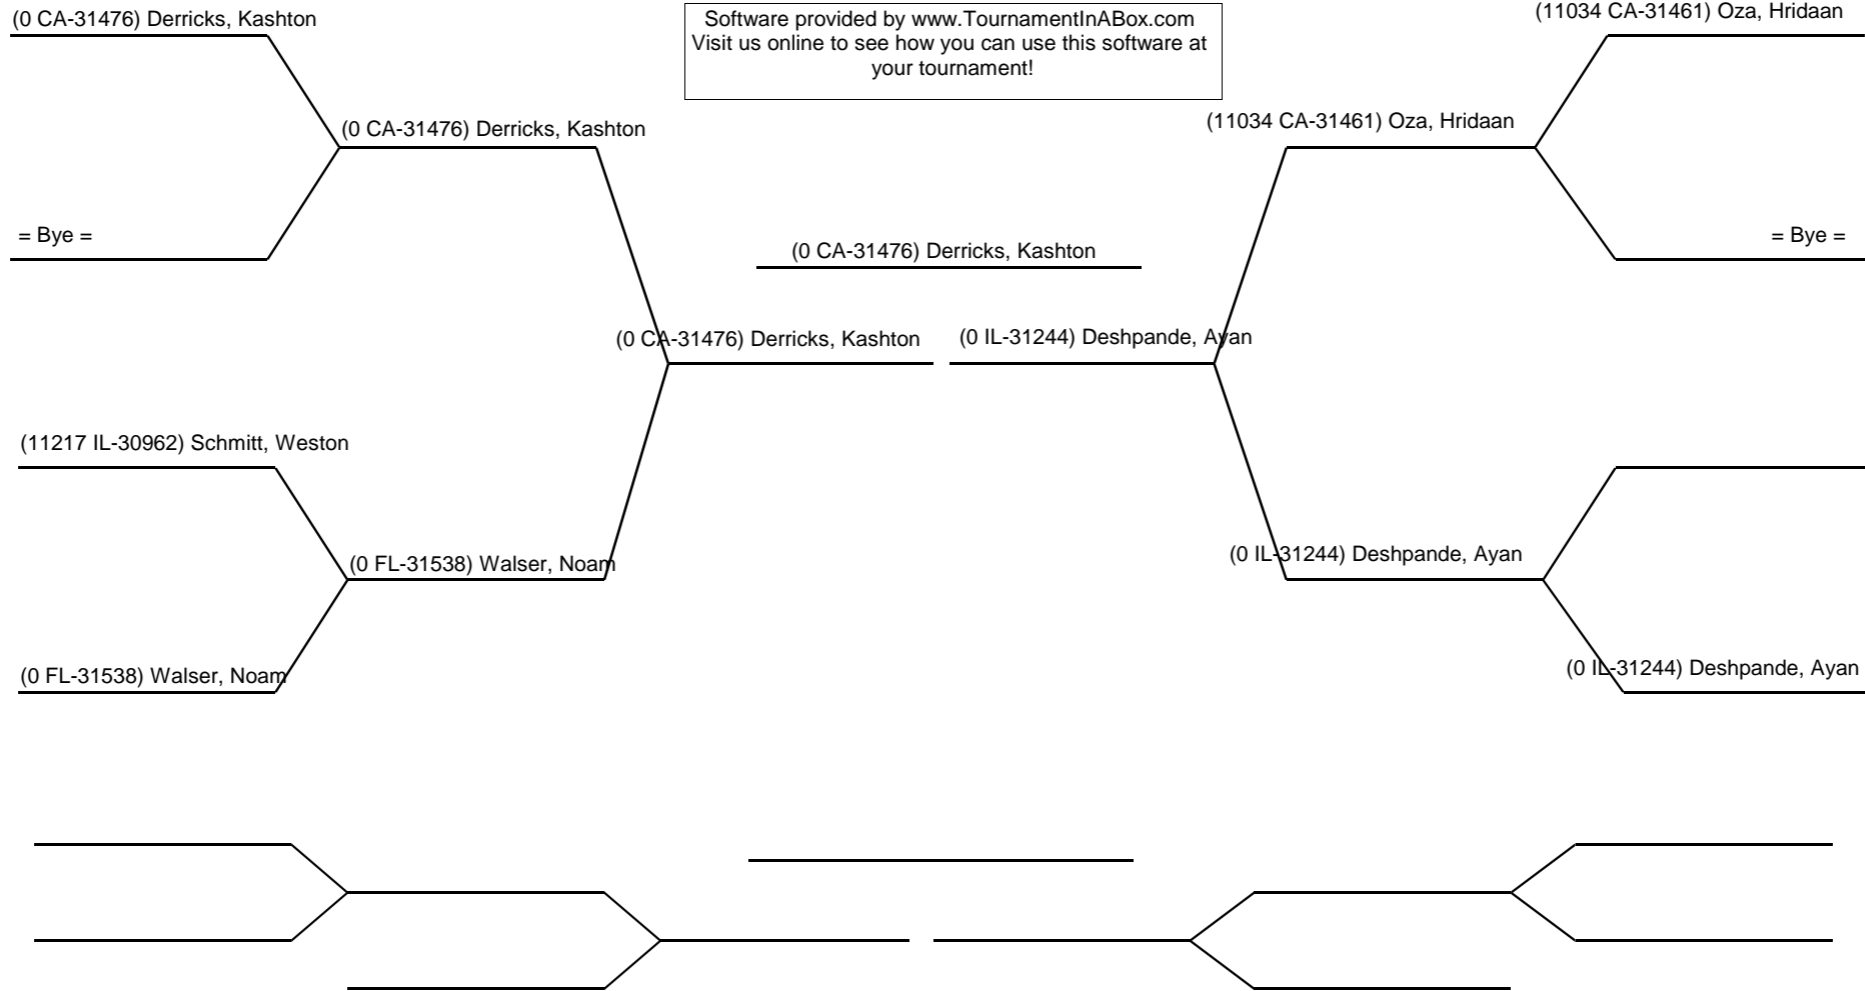 (0 CA-31476) Derricks, Kashton
Software provided by www.TournamentInABox.com
Visit us online to see how you can use this software at
your tournament!
(11034 CA-31461) Oza, Hridaan
(0 CA-31476) Derricks, Kashton
(11034 CA-31461) Oza, Hridaan
= Bye =
(0 CA-31476) Derricks, Kashton
= Bye =
(0 CA-31476) Derricks, Kashton
(0 IL-31244) Deshpande, Ayan
(11217 IL-30962) Schmitt, Weston
(0 FL-31538) Walser, Noam
(0 IL-31244) Deshpande, Ayan
(0 FL-31538) Walser, Noam
(0 IL-31244) Deshpande, Ayan